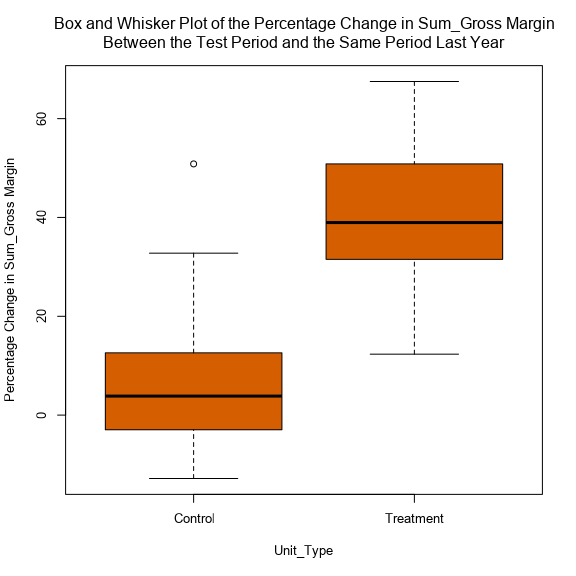 Box and Whisker Plot of the Percentage Change in Sum_Gross Margin
Between the Test Period and the Same Period Last Year
Percentage Change in Sum_Gross Margin
60
40
20
0
Control
Treatment
Unit_Type